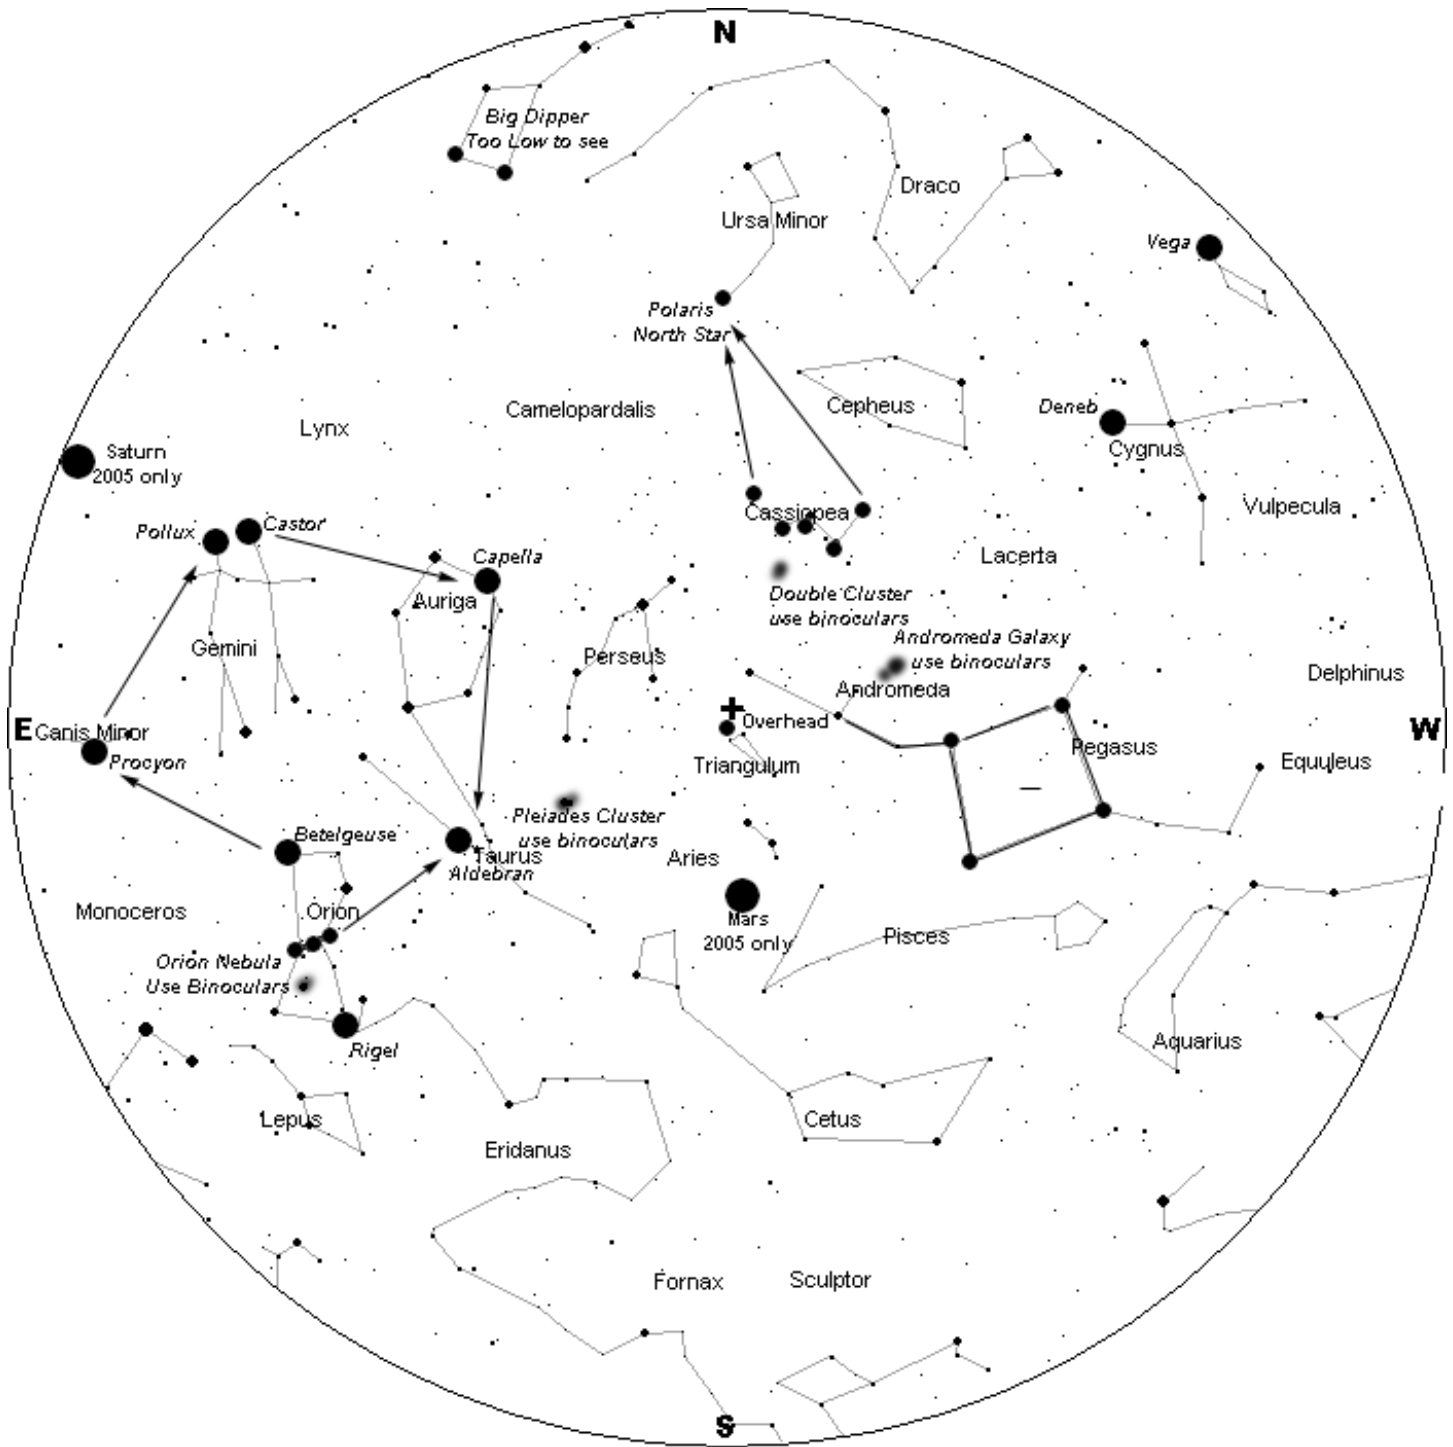 N
Big Dipper
Too Low to see
Draco
Ursa Minor
Vega
Polaris
North Star
Camelopardalis
Cepheus
Deneb
Cygnus
Lynx
Saturn
2005 only
Vulpecula
Cassiopea
Pollux
Castor
Capella
Lacerta
Auriga
Double Cluster
use binoculars
Andromeda Galaxy
use binoculars
Gemini
Perseus
Delphinus
Andromeda
E
Canis Minor
Procyon
Overhead
Triangulum
Pegasus
W
Equuleus
Pleiades Cluster
use binoculars
Betelgeuse
Taurus
Aldebran
Aries
Monoceros
Orion
Mars
2005 only
Pisces
Orion Nebula
Use Binoculars
Rigel
Aquarius
Lepus
Cetus
Eridanus
Fornax
Sculptor
S